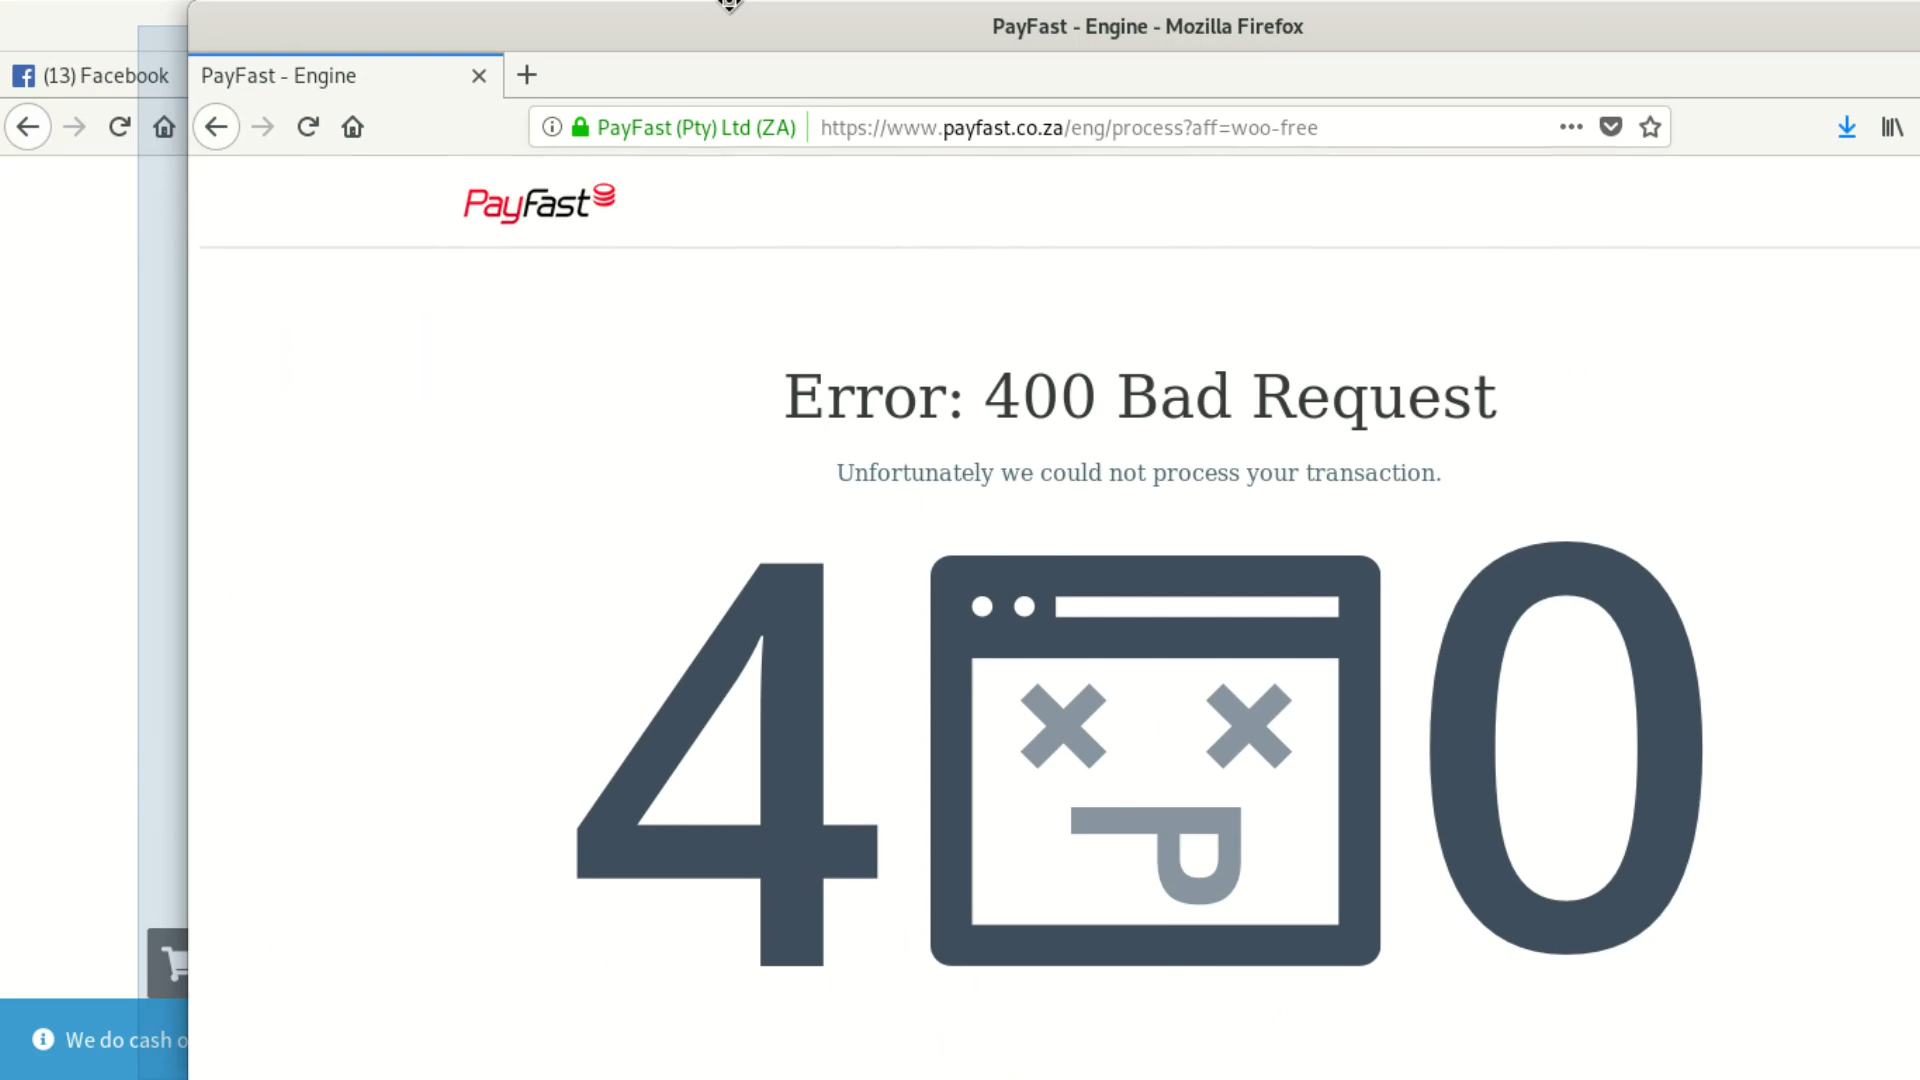 PayFast - Engine - Mozilla Firefox
(13) Facebook
PayFast - Engine
PayFast (Pty) Ltd (ZA)
https://www.payfast.co.za/eng/process?aff=woo-free
PayFast
Error: 400 Bad Request
Unfortunately we could not process your transaction.
4 0
We do cash